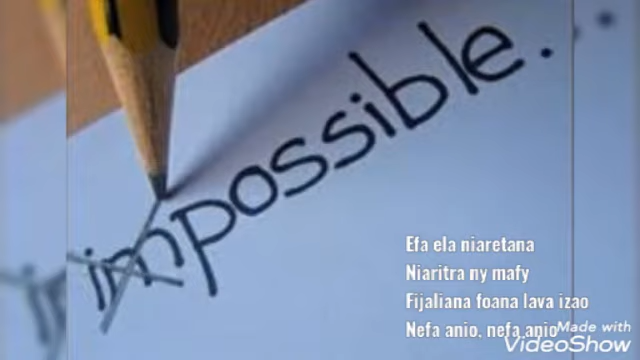 impossible.
Efa ela niaretana
Niaritra ny mafy
Fijaliana foana lava izao
Nefa anio, nefa anio
Made with
VideoShow